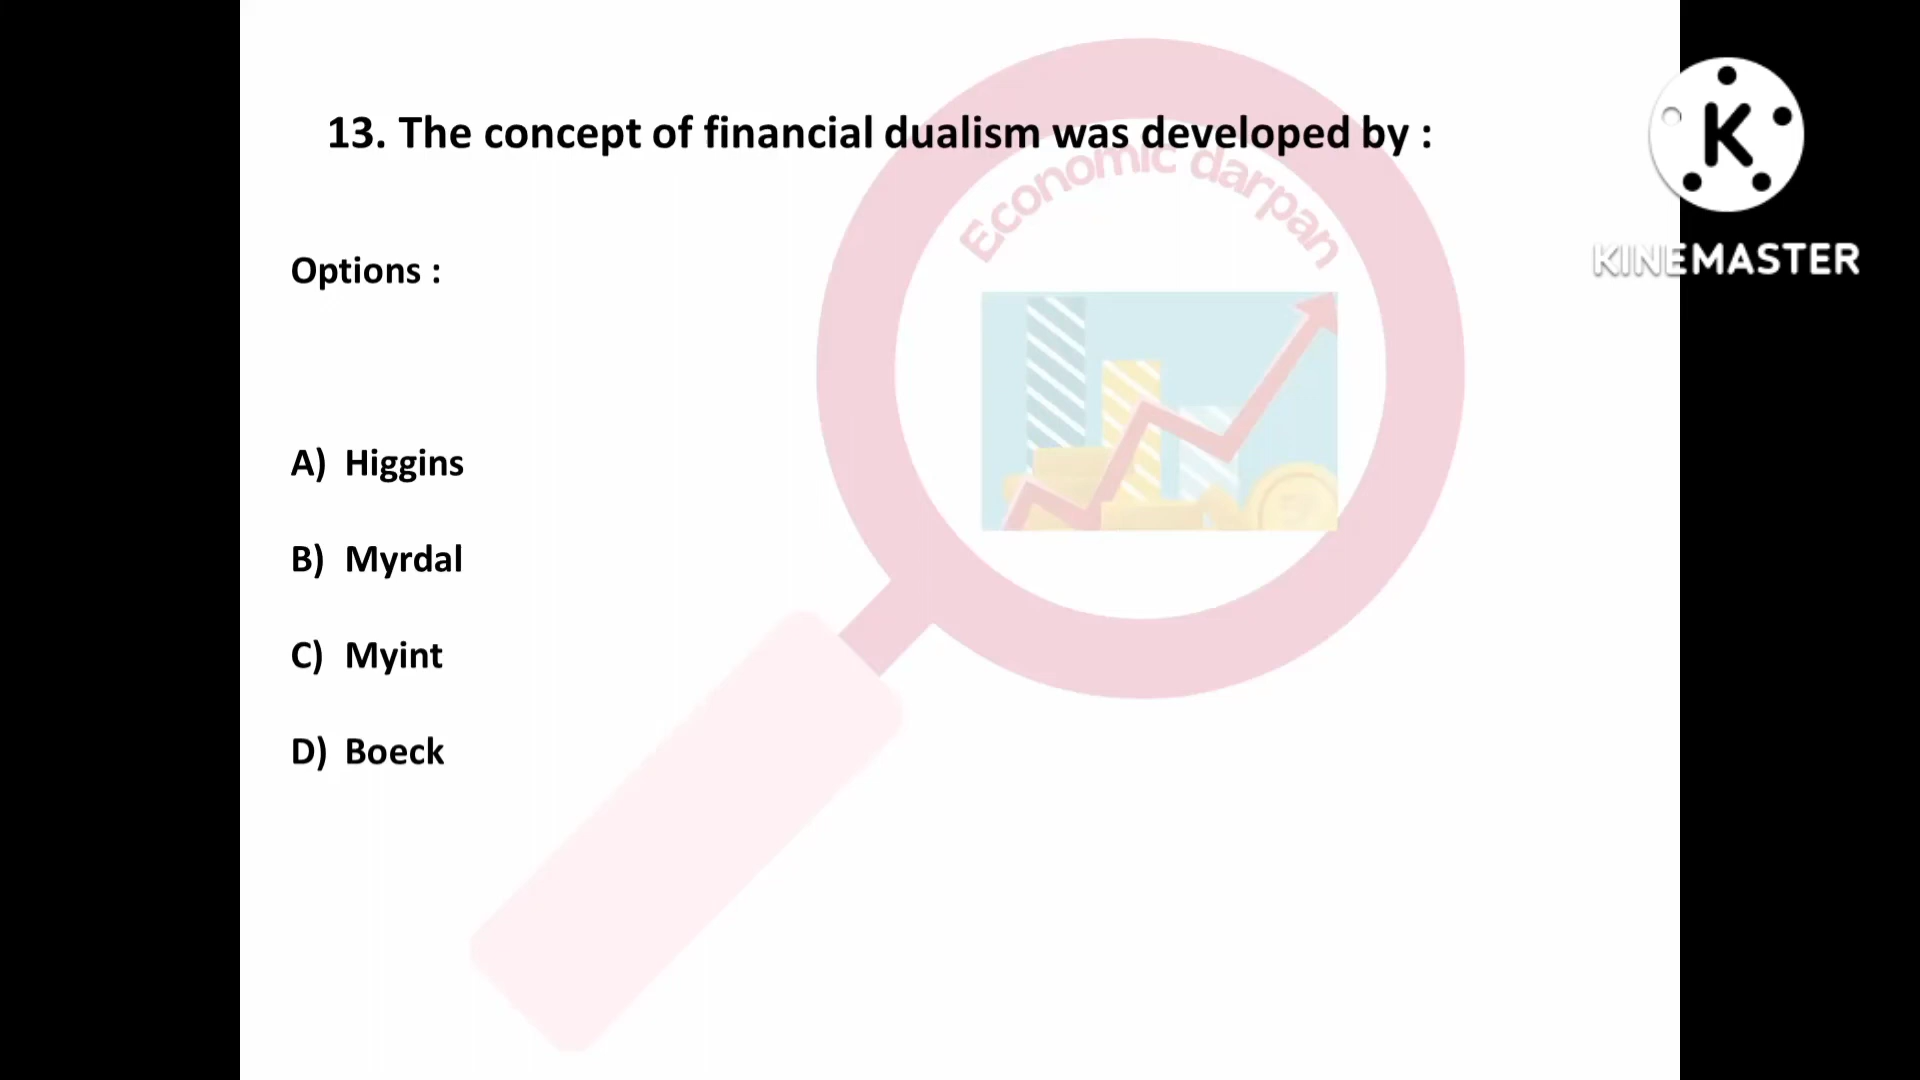 13. The concept of financial dualism was developed by :
Economic darpan
K
KINEMASTER
Options :
A) Higgins
B) Myrdal
C) Myint
D) Boeck